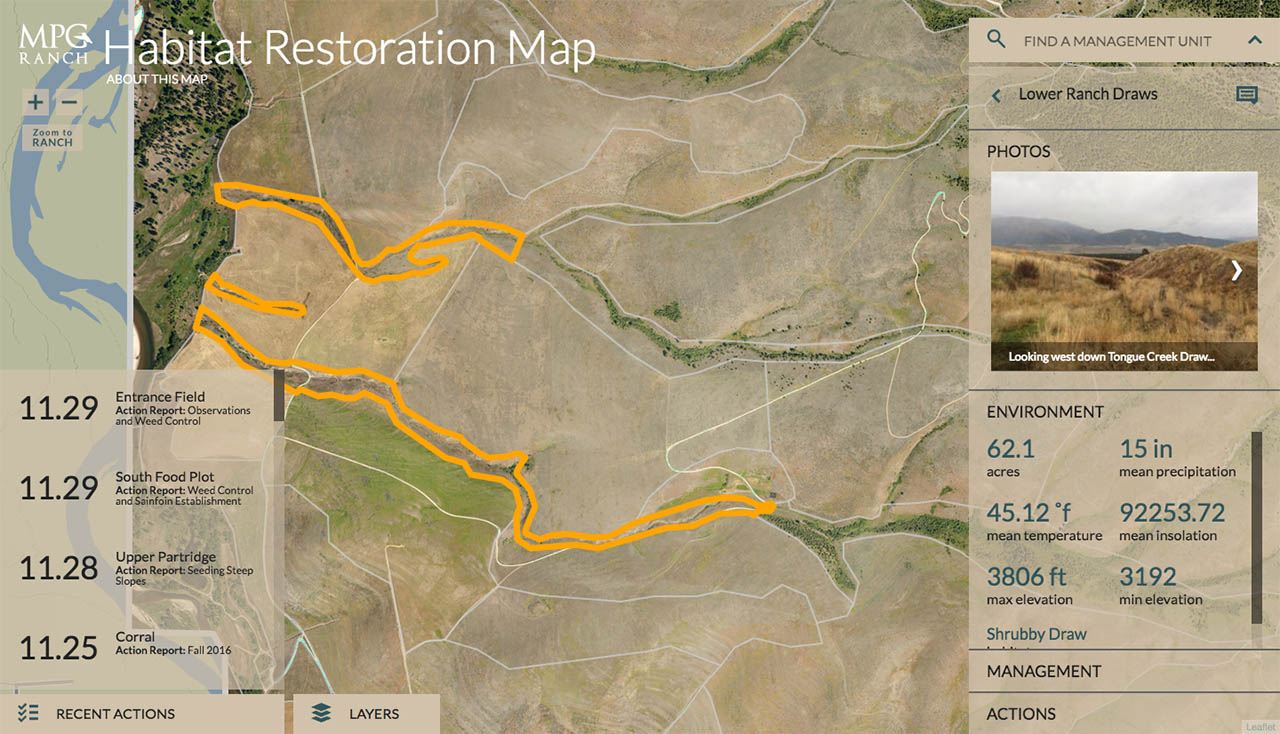 MPG
RANCH
Habitat Restoration Map
ABOUT THIS MAP
+ −
Zoom to
RANCH
FIND A MANAGEMENT UNIT
Lower Ranch Draws
PHOTOS
Looking west down Tongue Creek Draw...
ENVIRONMENT
62.1
acres
15 in
mean precipitation
45.12 °f
mean temperature
92253.72
mean insolation
3806 ft
max elevation
3192
min elevation
Shrubby Draw
MANAGEMENT
ACTIONS
11.29
Entrance Field
Action Report: Observations
and Weed Control
11.29
South Food Plot
Action Report: Weed Control
and Sainfoin Establishment
11.28
Upper Partridge
Action Report: Seeding Steep
Slopes
11.25
Corral
Action Report: Fall 2016
RECENT ACTIONS
LAYERS
Leaflet